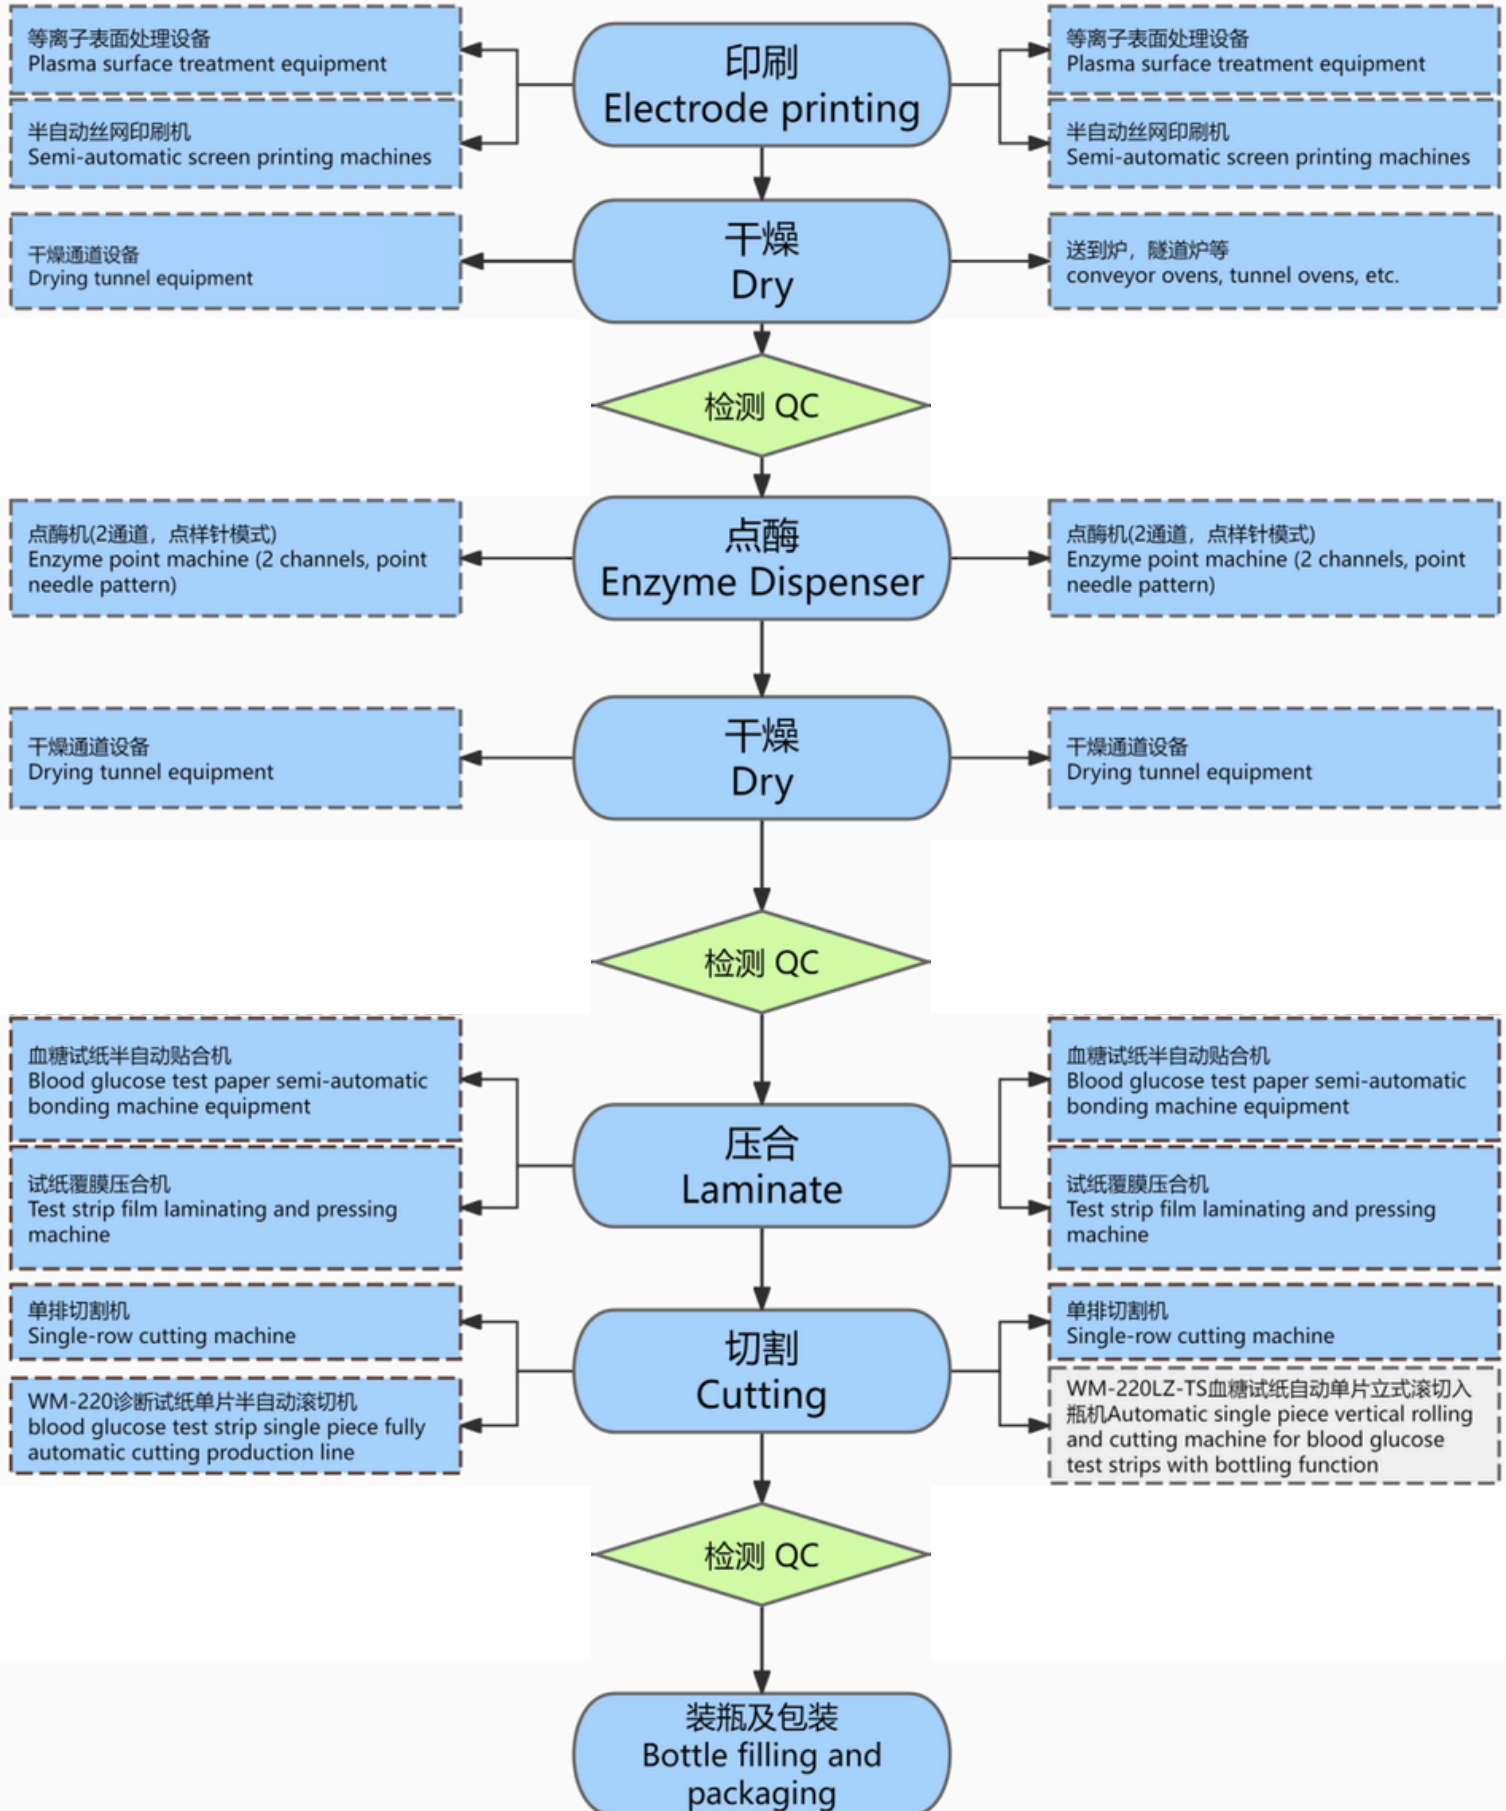 等离子表面处理设备
Plasma surface treatment equipment
半自动丝网印刷机
Semi-automatic screen printing machines
印刷
Electrode printing
等离子表面处理设备
Plasma surface treatment equipment
半自动丝网印刷机
Semi-automatic screen printing machines
干燥通道设备
Drying tunnel equipment
干燥
Dry
送到炉，隧道炉等
conveyor ovens, tunnel ovens, etc.
检测 QC
点酶机(2通道，点样针模式)
Enzyme point machine (2 channels, point
needle pattern)
点酶
Enzyme Dispenser
点酶机(2通道，点样针模式)
Enzyme point machine (2 channels, point
needle pattern)
干燥通道设备
Drying tunnel equipment
干燥
Dry
干燥通道设备
Drying tunnel equipment
检测 QC
血糖试纸半自动贴合机
Blood glucose test paper semi-automatic
bonding machine equipment
试纸覆膜压合机
Test strip film laminating and pressing
machine
压合
Laminate
血糖试纸半自动贴合机
Blood glucose test paper semi-automatic
bonding machine equipment
试纸覆膜压合机
Test strip film laminating and pressing
machine
单排切割机
Single-row cutting machine
WM-220诊断试纸单片半自动滚切机
blood glucose test strip single piece fully
automatic cutting production line
切割
Cutting
单排切割机
Single-row cutting machine
WM-220LZ-TS血糖试纸自动单片立式滚切入
瓶机Automatic single piece vertical rolling
and cutting machine for blood glucose
test strips with bottling function
检测 QC
装瓶及包装
Bottle filling and
packaging